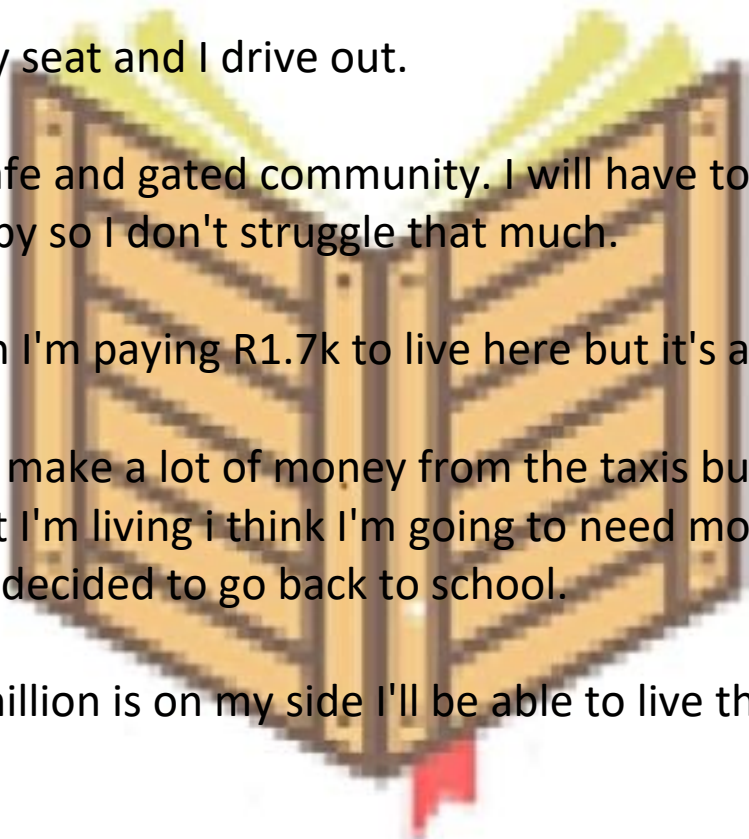 seat and I drive out.
and gated community. I will have to
so I don't struggle that much.
I'm paying R1.7k to live here but it's a
make a lot of money from the taxis bu
I'm living i think I'm going to need mo
decided to go back to school.
is on my side I'll be able to live th